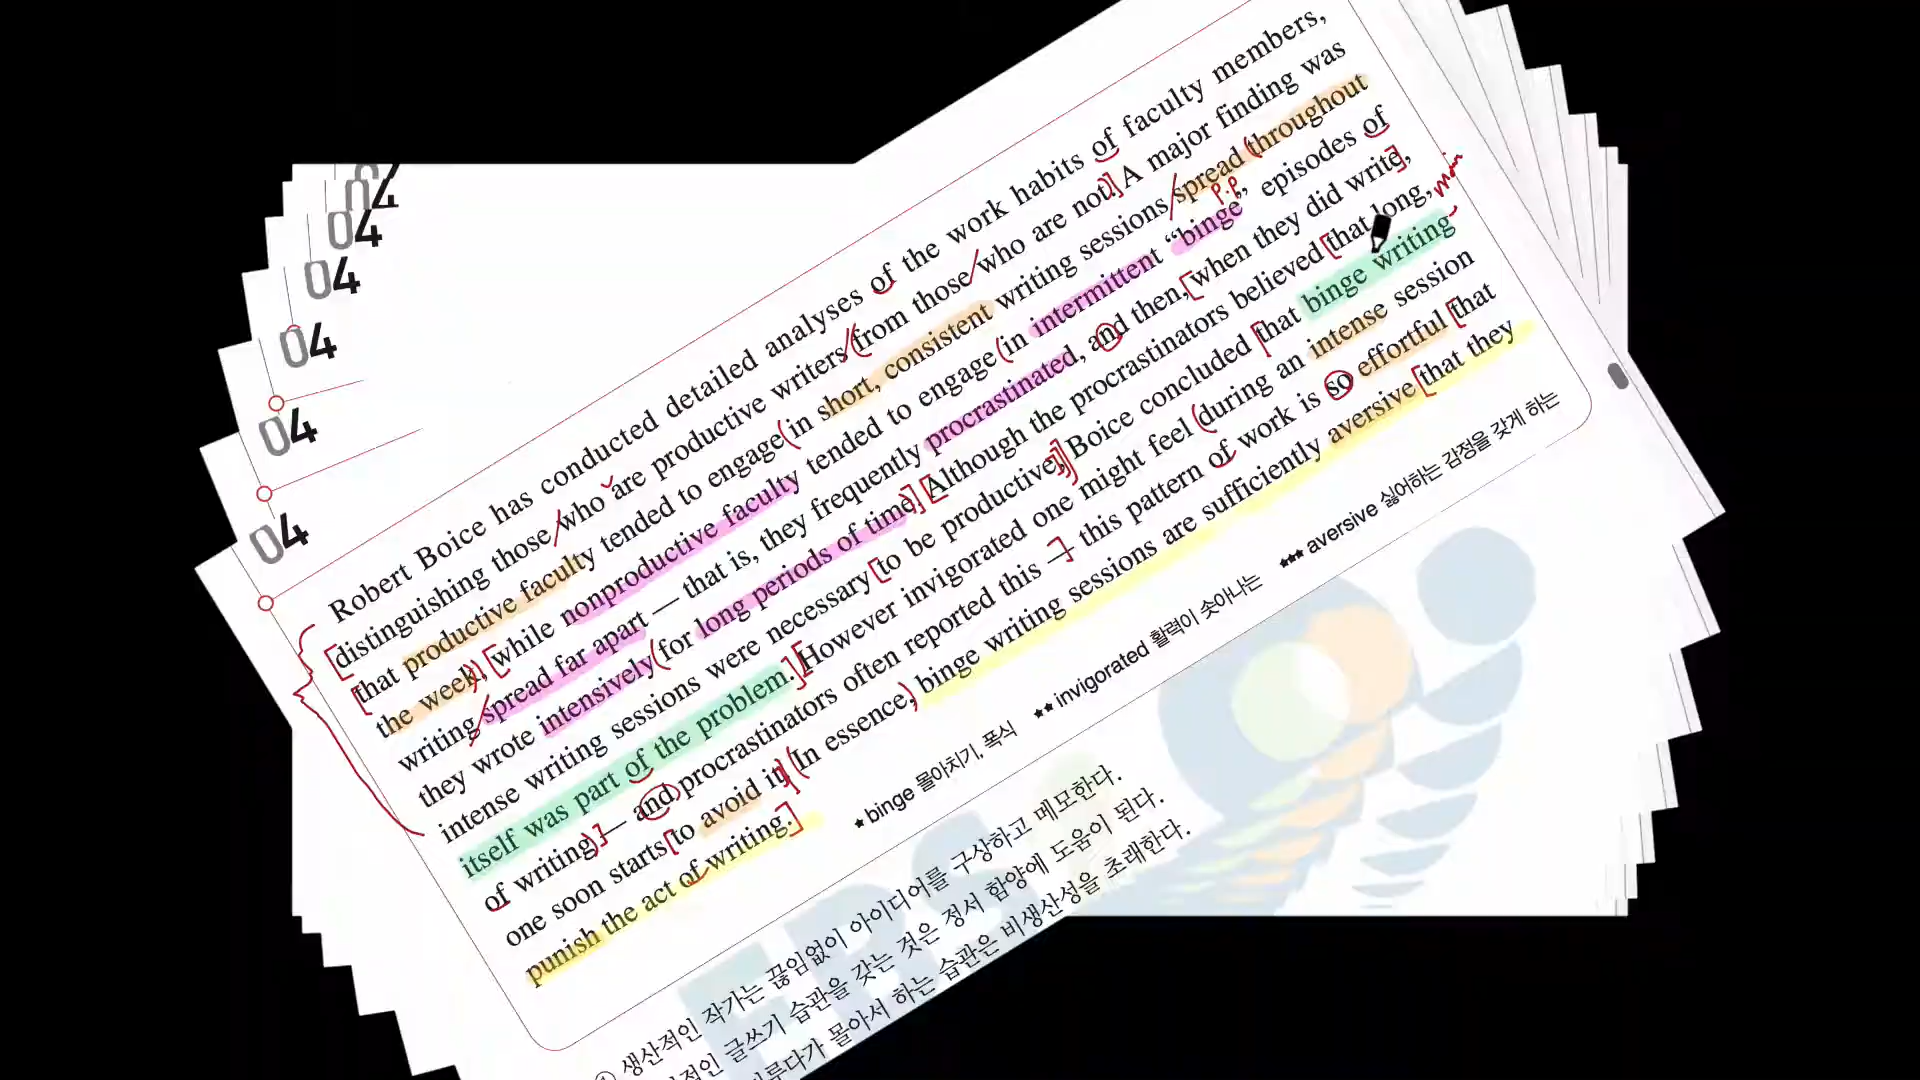 04
04
04
04
04
04
Robert Boice has conducted detailed analyses of the work habits of faculty members,
distinguishing those who are productive writers from those who are not. A major finding was
that productive faculty tended to engage in short, consistent writing sessions spread throughout
p.p
the week, while nonproductive faculty tended to engage in intermittent “binge” episodes of
writing spread far apart — that is, they frequently procrastinated, and then, when they did write,
they wrote intensively for long periods of time. Although the procrastinators believed that long,
intense writing sessions were necessary to be productive, Boice concluded that binge writing
itself was part of the problem. However invigorated one might feel during an intense session
of writing — and procrastinators often reported this — this pattern of work is so effortful that
one soon starts to avoid it. In essence, binge writing sessions are sufficiently aversive that they
punish the act of writing.
* binge 몰아치기, 폭식 ** invigorated 활력이 솟아나는 *** aversive 싫어하는 감정을 갖게 하는
생산적인 작가는 끊임없이 아이디어를 구상하고 메모한다.
글쓰기 습관을 갖는 것은 정서 함양에 도움이 된다.
몰아서 하는 습관은 비생산성을 초래한다.